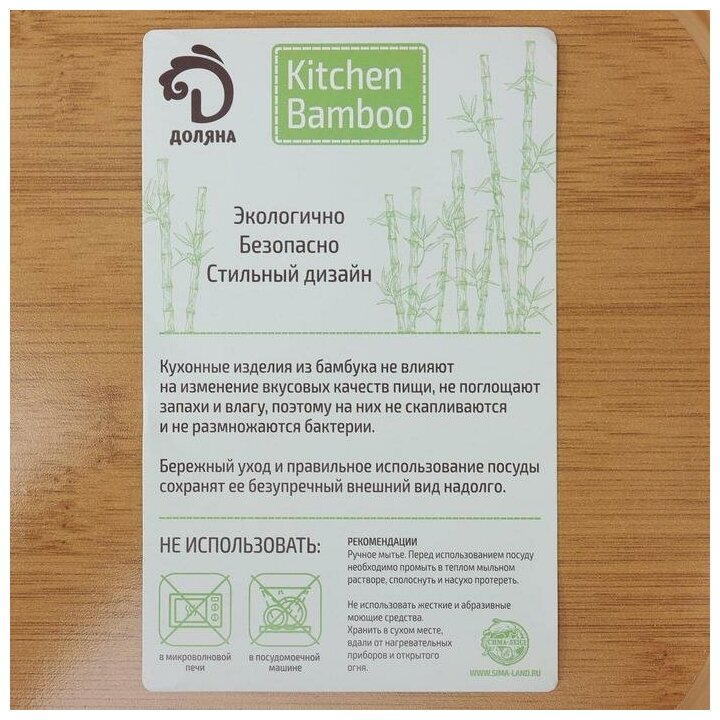 ДОЛЯНА
Kitchen
Bamboo
Экологично
Безопасно
Стильный дизайн
Кухонные изделия из бамбука не влияют
на изменение вкусовых качеств пищи, не поглощают
запахи и влагу, поэтому на них не скапливаются
и не размножаются бактерии.
Бережный уход и правильное использование посуды
сохранят ее безупречный внешний вид надолго.
НЕ ИСПОЛЬЗОВАТЬ:
в микроволновой
печи
в посудомоечной
машине
РЕКОМЕНДАЦИИ
Ручное мытье. Перед использованием посуду
необходимо промыть в теплом мыльном
растворе, сполоснуть и насухо протереть.
Не использовать жесткие и абразивные
моющие средства.
Хранить в сухом месте,
вдали от нагревательных
приборов и открытого
огня.
СИМА-ЛЕНД
WWW.SIMA-LAND.RU